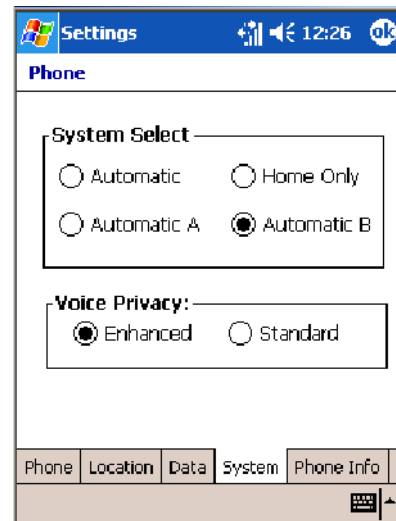 Settings 12:26 ok
Phone
System Select
Automatic Home Only
Automatic A Automatic B
Voice Privacy:
Enhanced Standard
Phone Location Data System Phone Info